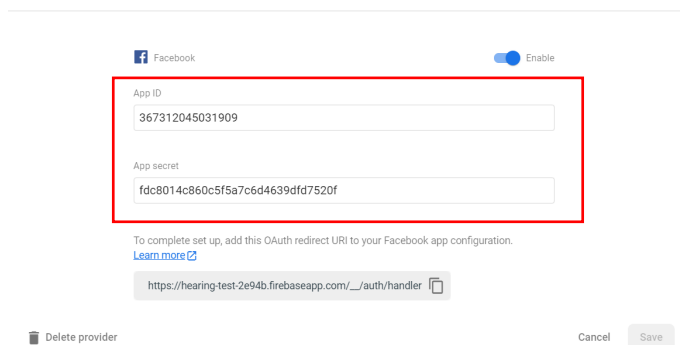 Facebook
Enable
App ID
367312045031909
App secret
fdc8014c860c5f5a7c6d4639dfd7520f
To complete set up, add this OAuth redirect URI to your Facebook app configuration.
Learn more
https://hearing-test-2e94b.firebaseapp.com/__/auth/handler
Delete provider
Cancel
Save